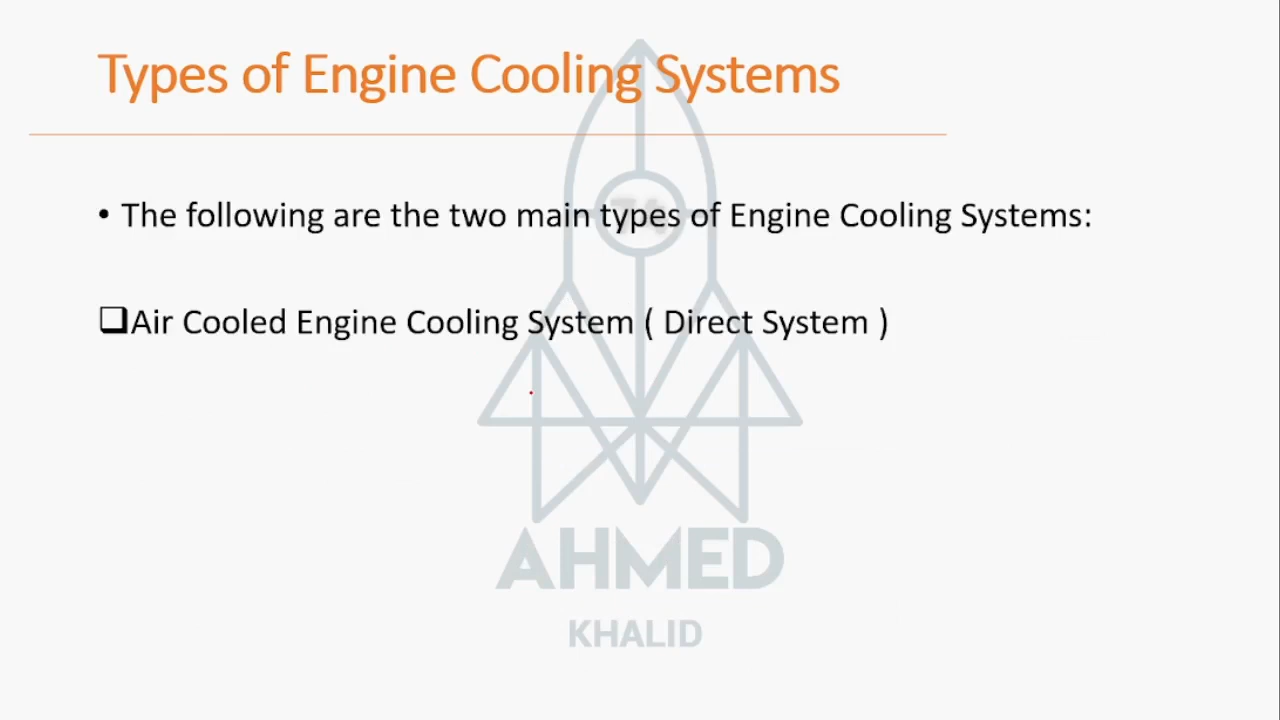 Types of Engine Cooling Systems
• The following are the two main types of Engine Cooling Systems:
❑Air Cooled Engine Cooling System ( Direct System )
AHMED
KHALID